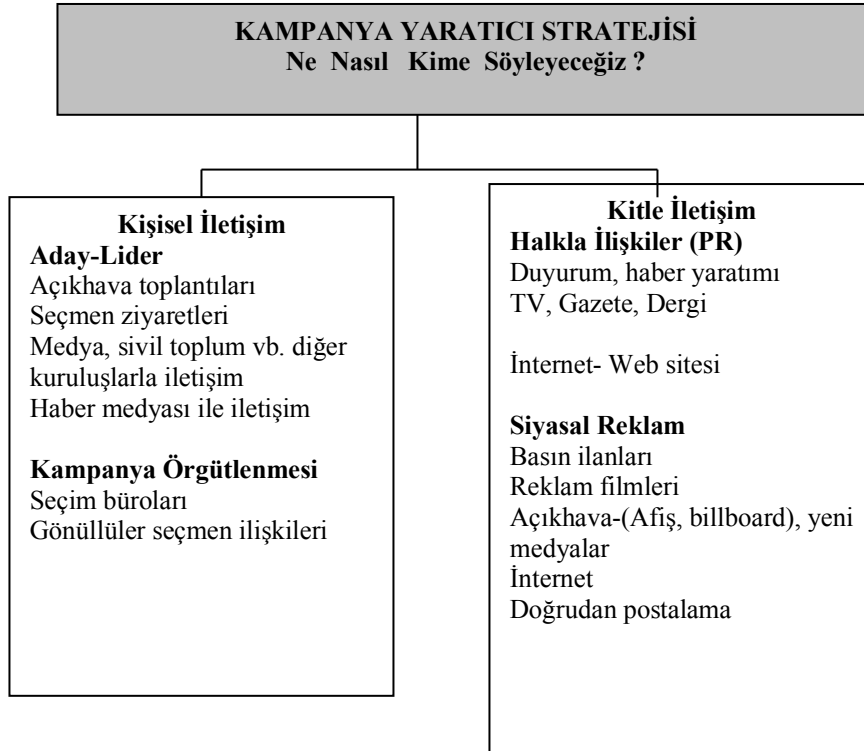 KAMPANYA YARATICI STRATEJİSİ
Ne Nasıl Kime Söyleyeceğiz ?
Kişisel İletişim
Aday-Lider
Açıkhava toplantıları
Seçmen ziyaretleri
Medya, sivil toplum vb. diğer
kuruluşlarla iletişim
Haber medyası ile iletişim
Kampanya Örgütlenmesi
Seçim büroları
Gönüllüler seçmen ilişkileri
Kitle İletişim
Halkla İlişkiler (PR)
Duyurum, haber yaratımı
TV, Gazete, Dergi
İnternet- Web sitesi
Siyasal Reklam
Basın ilanları
Reklam filmleri
Açıkhava-(Afiş, billboard), yeni
medyalar
İnternet
Doğrudan postalama